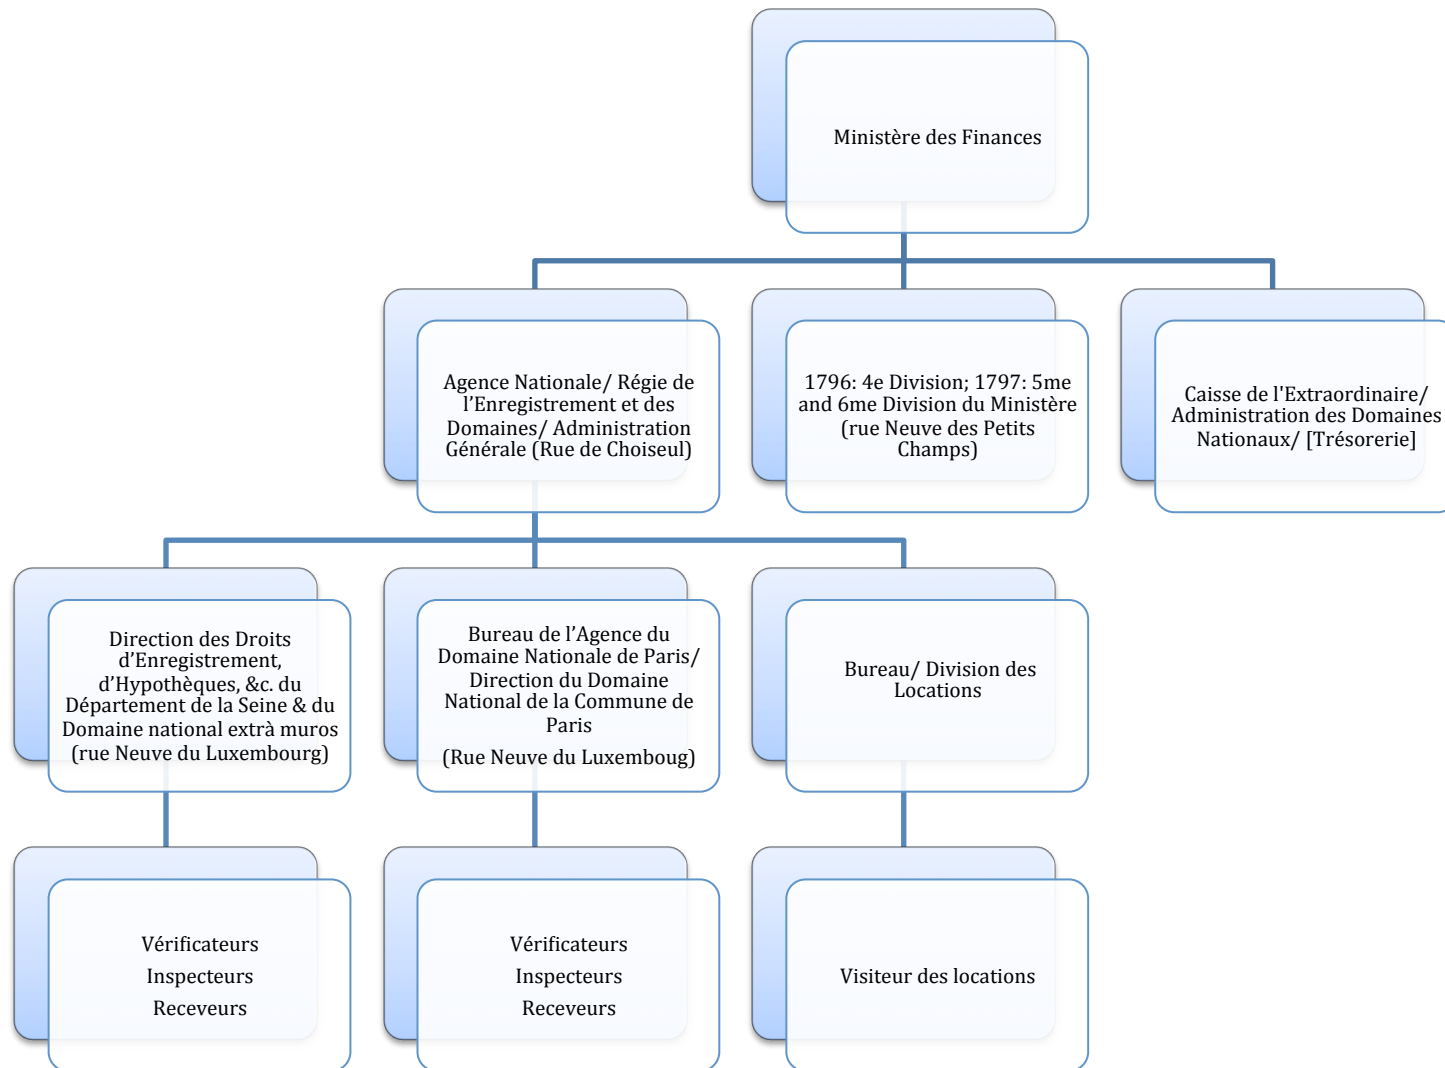 Ministère des Finances
Agence Nationale/ Régie de
l’Enregistrement et des
Domaines/ Administration
Générale (Rue de Choiseul)
1796: 4e Division; 1797: 5me
and 6me Division du Ministère
(rue Neuve des Petits
Champs)
Caisse de l'Extraordinaire/
Administration des Domaines
Nationaux/ [Trésorerie]
Direction des Droits
d’Enregistrement,
d’Hypothèques, &c. du
Département de la Seine & du
Domaine national extrà muros
(rue Neuve du Luxembourg)
Bureau de l’Agence du
Domaine Nationale de Paris/
Direction du Domaine
National de la Commune de
Paris
(Rue Neuve du Luxemboug)
Bureau/ Division des
Locations
Vérificateurs
Inspecteurs
Receveurs
Vérificateurs
Inspecteurs
Receveurs
Visiteur des locations